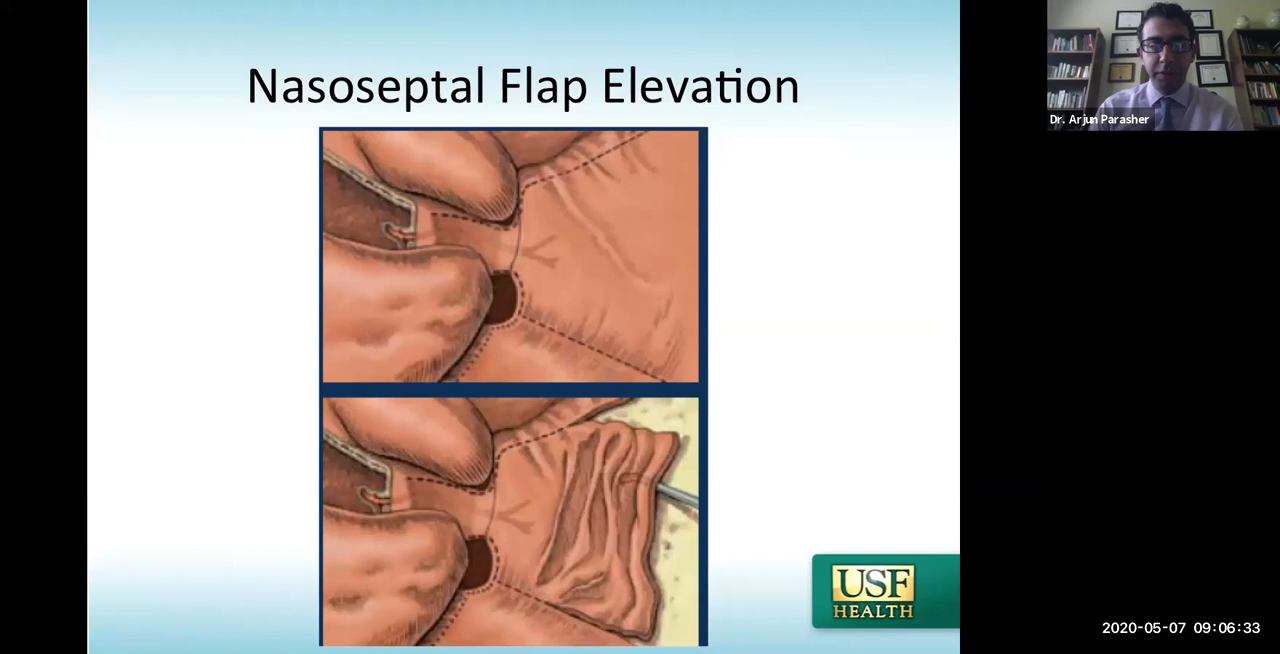 Nasoseptal Flap Elevation
Dr. Arjun Parasher
USF
HEALTH
2020-05-07 09:06:33